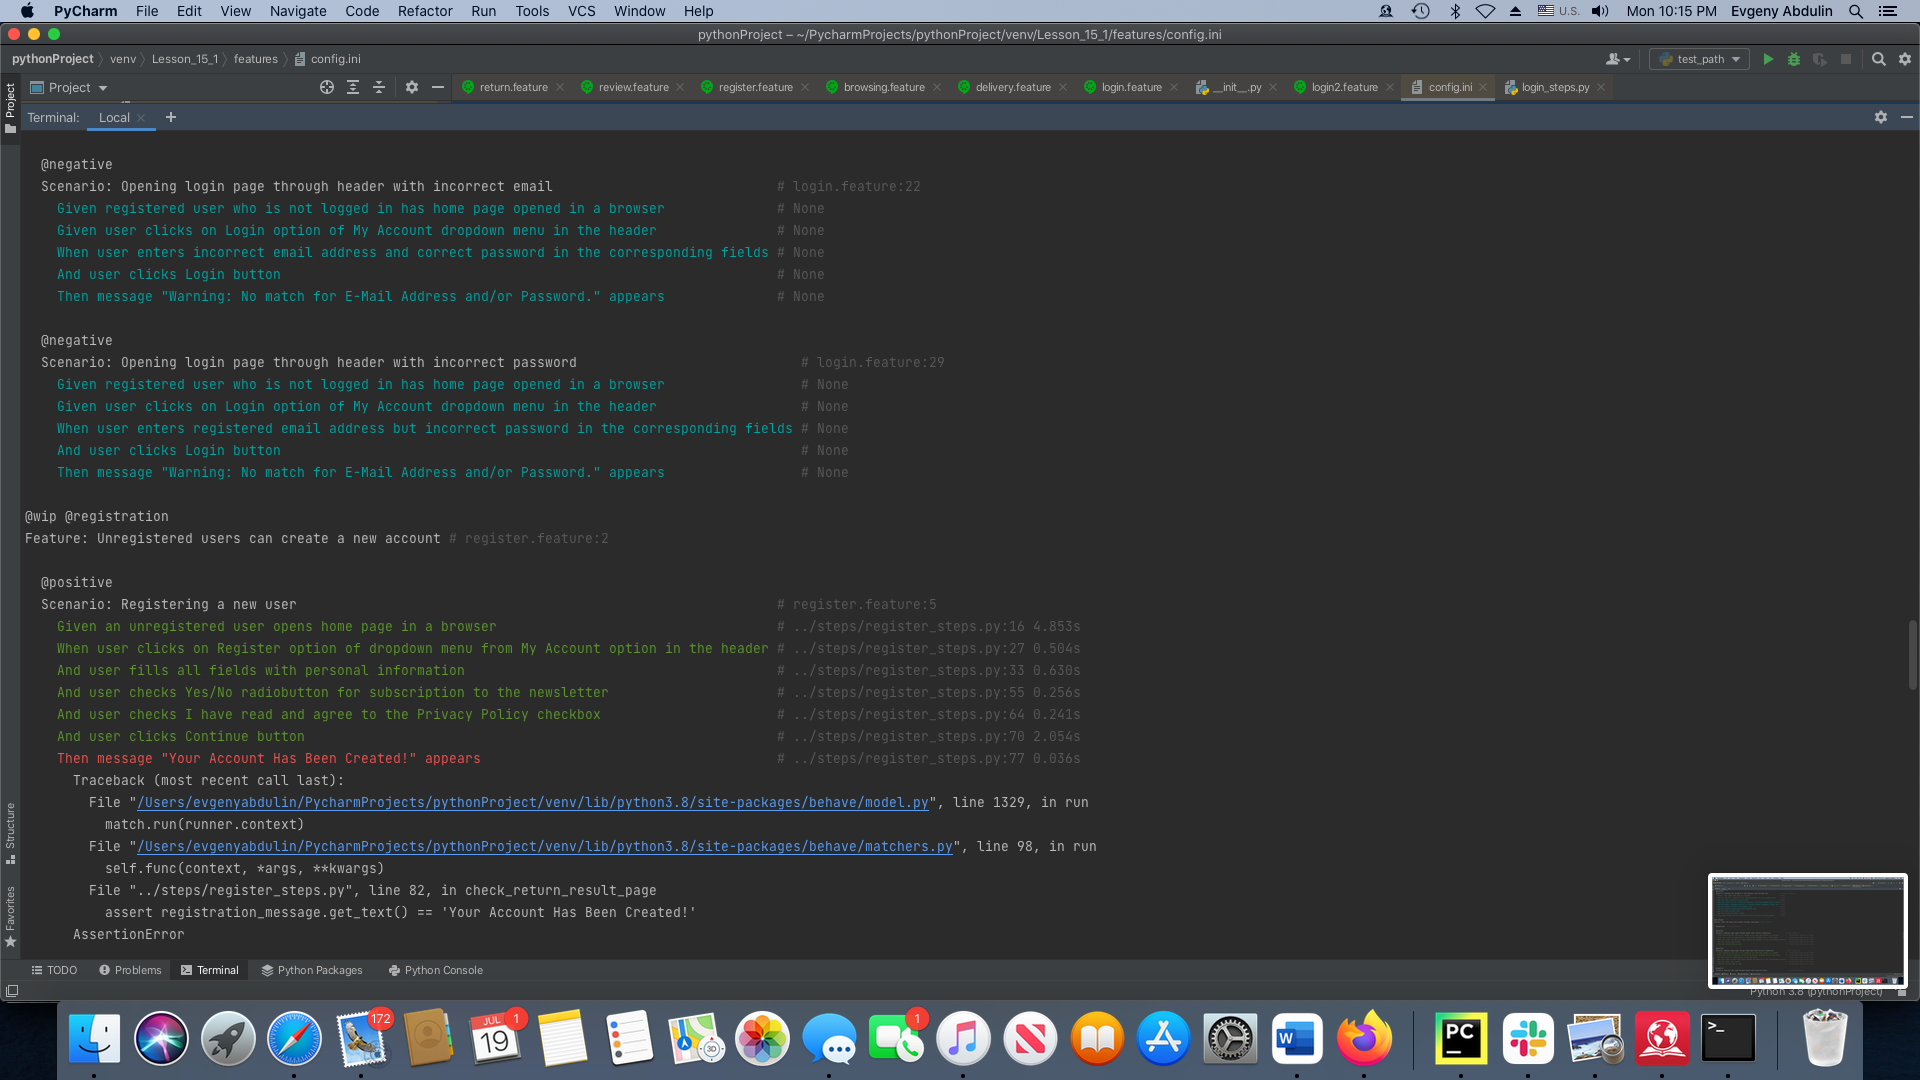 PyCharm File Edit View Navigate Code Refactor Run Tools VCS Window Help U.S. Mon 10:15 PM Evgeny Abdulin
pythonProject – ~/PycharmProjects/pythonProject/venv/Lesson_15_1/features/config.ini
pythonProject venv Lesson_15_1 features config.ini test_path
Project Project return.feature review.feature register.feature browsing.feature delivery.feature login.feature __init__.py login2.feature config.ini login_steps.py
Terminal: Local
@negative
Scenario: Opening login page through header with incorrect email # login.feature:22
Given registered user who is not logged in has home page opened in a browser # None
Given user clicks on Login option of My Account dropdown menu in the header # None
When user enters incorrect email address and correct password in the corresponding fields # None
And user clicks Login button # None
Then message "Warning: No match for E-Mail Address and/or Password." appears # None
@negative
Scenario: Opening login page through header with incorrect password # login.feature:29
Given registered user who is not logged in has home page opened in a browser # None
Given user clicks on Login option of My Account dropdown menu in the header # None
When user enters registered email address but incorrect password in the corresponding fields # None
And user clicks Login button # None
Then message "Warning: No match for E-Mail Address and/or Password." appears # None
@wip @registration
Feature: Unregistered users can create a new account # register.feature:2
@positive
Scenario: Registering a new user # register.feature:5
Given an unregistered user opens home page in a browser # ../steps/register_steps.py:16 4.853s
When user clicks on Register option of dropdown menu from My Account option in the header # ../steps/register_steps.py:27 0.504s
And user fills all fields with personal information # ../steps/register_steps.py:33 0.630s
And user checks Yes/No radiobutton for subscription to the newsletter # ../steps/register_steps.py:55 0.256s
And user checks I have read and agree to the Privacy Policy checkbox # ../steps/register_steps.py:64 0.241s
And user clicks Continue button # ../steps/register_steps.py:70 2.054s
Then message "Your Account Has Been Created!" appears # ../steps/register_steps.py:77 0.036s
Traceback (most recent call last):
File "/Users/evgenyabdulin/PycharmProjects/pythonProject/venv/lib/python3.8/site-packages/behave/model.py", line 1329, in run
match.run(runner.context)
File "/Users/evgenyabdulin/PycharmProjects/pythonProject/venv/lib/python3.8/site-packages/behave/matchers.py", line 98, in run
self.func(context, *args, **kwargs)
File "../steps/register_steps.py", line 82, in check_return_result_page
assert registration_message.get_text() == 'Your Account Has Been Created!'
AssertionError
Structure
Favorites
TODO Problems Terminal Python Packages Python Console
Python 3.8 (pythonProject)
172 JUL 19 1 3D 1 W PC >_